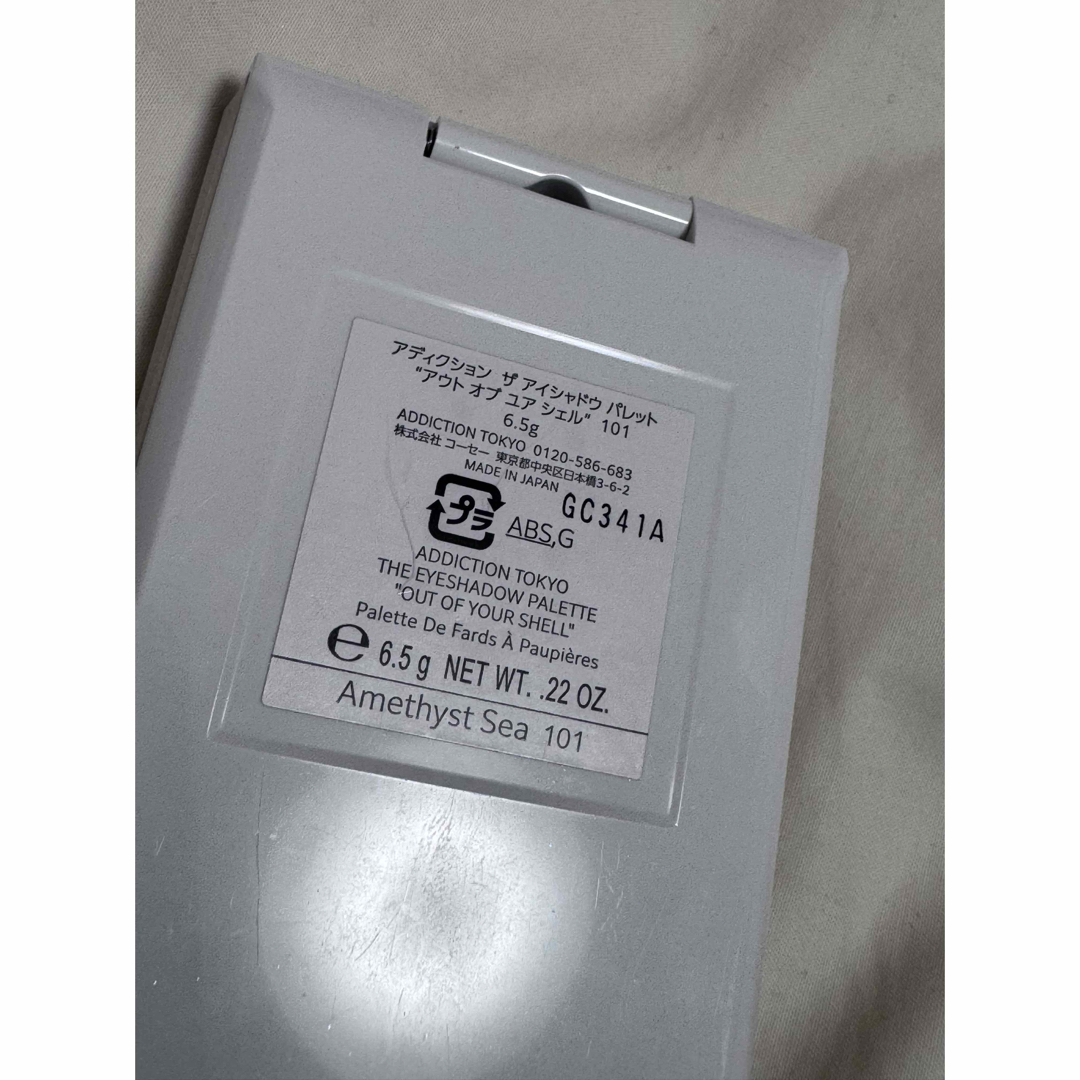 アディクション ザ アイシャドウ パレット
"アウト オブ ユア シェル" 101
6.5g
ADDICTION TOKYO 0120-586-683
株式会社 コーセー 東京都中央区日本橋3-6-2
MADE IN JAPAN
GC341A
プラ ABS,G
ADDICTION TOKYO
THE EYESHADOW PALETTE
"OUT OF YOUR SHELL"
Palette De Fards À Paupières
℮ 6.5 g NET WT. .22 OZ.
Amethyst Sea 101